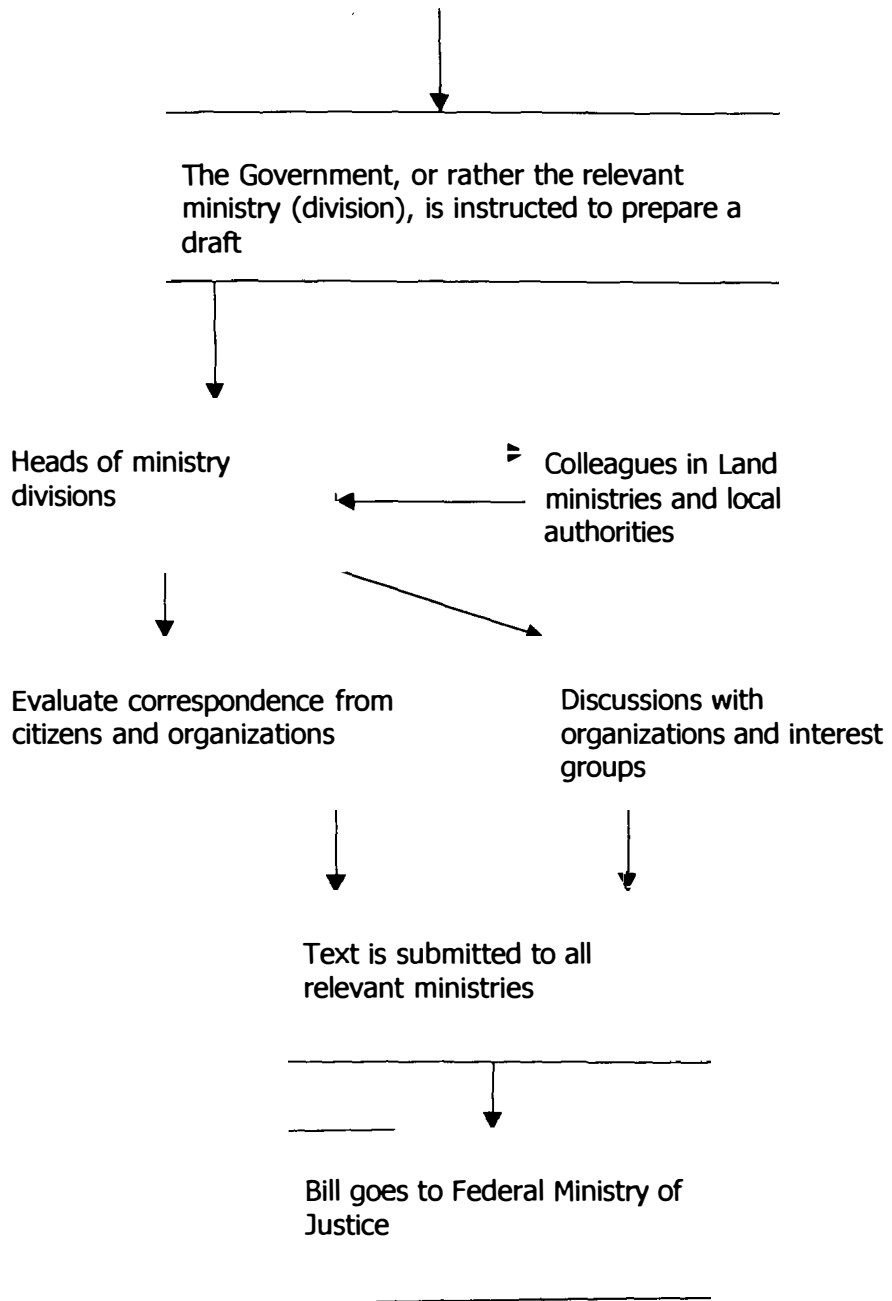 The Government, or rather the relevant
ministry (division), is instructed to prepare a
draft
Heads of ministry
divisions
Colleagues in Land
ministries and local
authorities
Evaluate correspondence from
citizens and organizations
Discussions with
organizations and interest
groups
Text is submitted to all
relevant ministries
Bill goes to Federal Ministry of
Justice